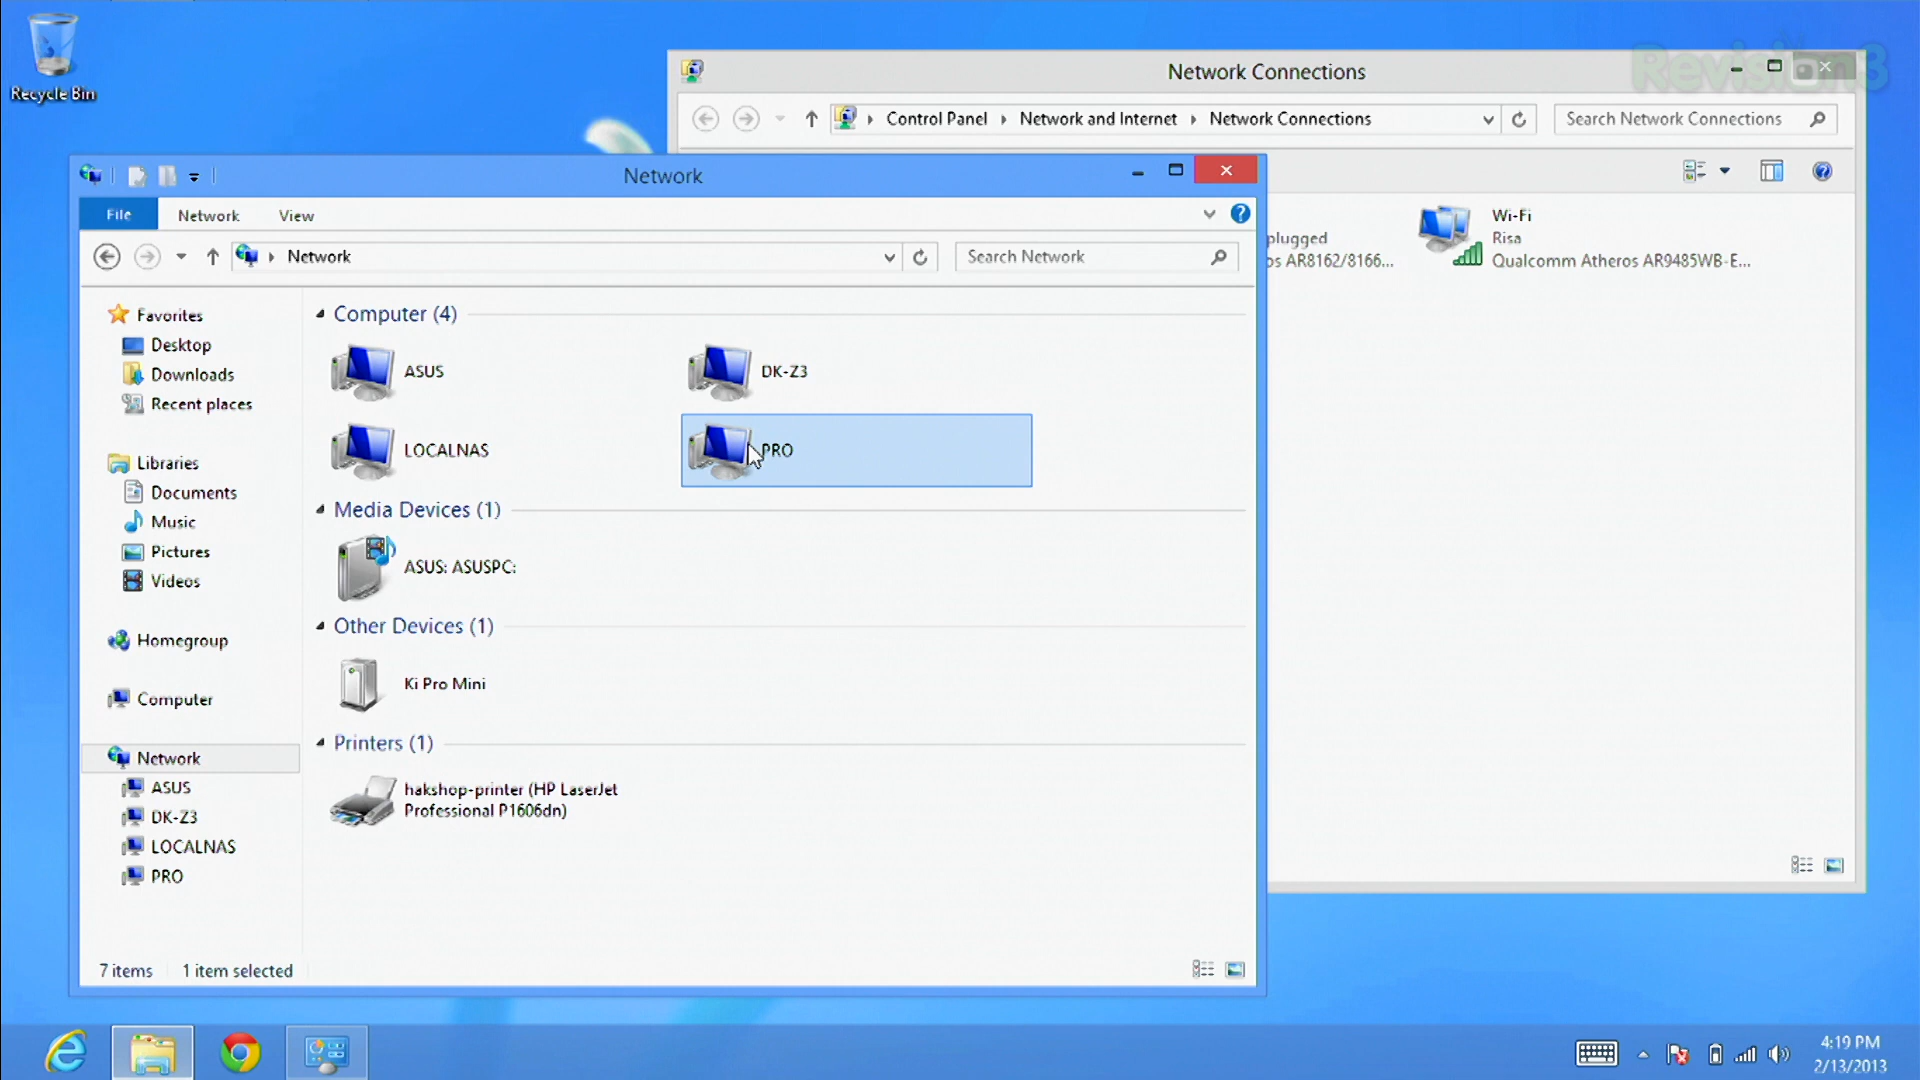 Recycle Bin
Revision3
Network Connections
Control Panel
Network and Internet
Network Connections
Search Network Connections
plugged
os AR8162/8166...
Wi-Fi
Risa
Qualcomm Atheros AR9485WB-E...
Network
File
Network
View
Network
Search Network
Favorites
Desktop
Downloads
Recent places
Libraries
Documents
Music
Pictures
Videos
Homegroup
Computer
Network
ASUS
DK-Z3
LOCALNAS
PRO
Computer (4)
ASUS
DK-Z3
LOCALNAS
PRO
Media Devices (1)
ASUS: ASUSPC:
Other Devices (1)
Ki Pro Mini
Printers (1)
hakshop-printer (HP LaserJet
Professional P1606dn)
7 items
1 item selected
4:19 PM
2/13/2013